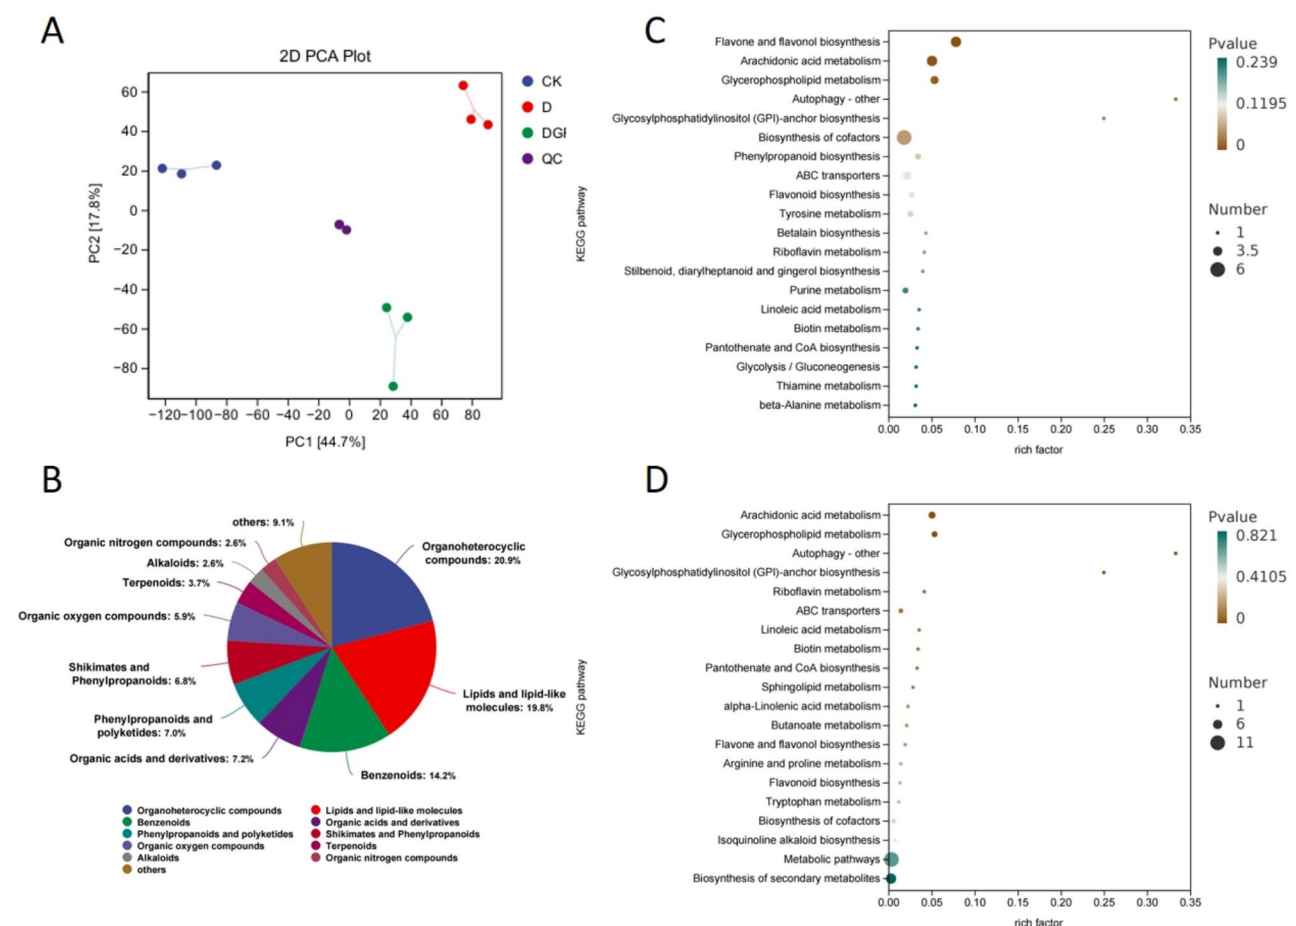 A
2D PCA Plot
60
40
20
0
−20
−40
−60
−80
PC2 [17.8%]
−120
−100
−80
−60
−40
−20
0
20
40
60
80
PC1 [44.7%]
CK
D
DGF
QC
B
others: 9.1%
Organic nitrogen compounds: 2.6%
Alkaloids: 2.6%
Terpenoids: 3.7%
Organic oxygen compounds: 5.9%
Shikimates and
Phenylpropanoids: 6.8%
Phenylpropanoids and
polyketides: 7.0%
Organic acids and derivatives: 7.2%
Organoheterocyclic
compounds: 20.9%
Lipids and lipid-like
molecules: 19.8%
Benzenoids: 14.2%
Organoheterocyclic compounds
Lipids and lipid-like molecules
Benzenoids
Organic acids and derivatives
Phenylpropanoids and polyketides
Shikimates and Phenylpropanoids
Organic oxygen compounds
Terpenoids
Alkaloids
Organic nitrogen compounds
others
C
KEGG pathway
Flavone and flavonol biosynthesis
Arachidonic acid metabolism
Glycerophospholipid metabolism
Autophagy - other
Glycosylphosphatidylinositol (GPI)-anchor biosynthesis
Biosynthesis of cofactors
Phenylpropanoid biosynthesis
ABC transporters
Flavonoid biosynthesis
Tyrosine metabolism
Betalain biosynthesis
Riboflavin metabolism
Stilbenoid, diarylheptanoid and gingerol biosynthesis
Purine metabolism
Linoleic acid metabolism
Biotin metabolism
Pantothenate and CoA biosynthesis
Glycolysis / Gluconeogenesis
Thiamine metabolism
beta-Alanine metabolism
0.00
0.05
0.10
0.15
0.20
0.25
0.30
0.35
rich factor
Pvalue
0.239
0.1195
0
Number
1
3.5
6
D
KEGG pathway
Arachidonic acid metabolism
Glycerophospholipid metabolism
Autophagy - other
Glycosylphosphatidylinositol (GPI)-anchor biosynthesis
Riboflavin metabolism
ABC transporters
Linoleic acid metabolism
Biotin metabolism
Pantothenate and CoA biosynthesis
Sphingolipid metabolism
alpha-Linolenic acid metabolism
Butanoate metabolism
Flavone and flavonol biosynthesis
Arginine and proline metabolism
Flavonoid biosynthesis
Tryptophan metabolism
Biosynthesis of cofactors
Isoquinoline alkaloid biosynthesis
Metabolic pathways
Biosynthesis of secondary metabolites
0.00
0.05
0.10
0.15
0.20
0.25
0.30
0.35
rich factor
Pvalue
0.821
0.4105
0
Number
1
6
11